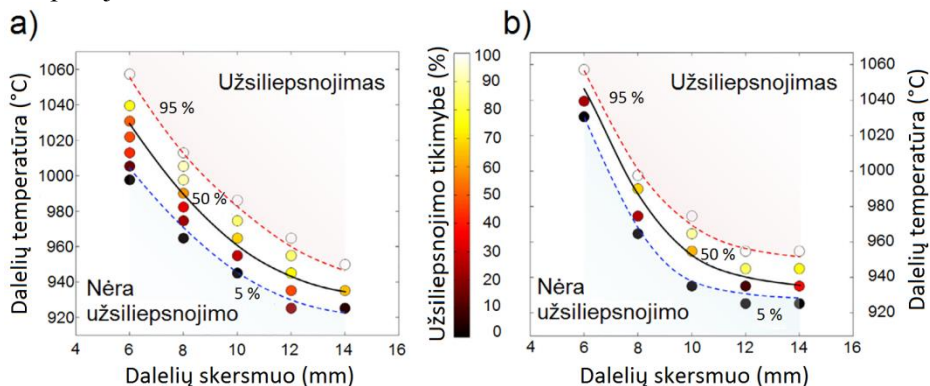 a)
Dalelių temperatūra (°C)
1060
1040
1020
1000
980
960
940
920
Užsiliepsnojimas
95 %
50 %
5 %
Nėra
užsiliepsnojimo
4 6 8 10 12 14 16
Dalelių skersmuo (mm)
Užsiliepsnojimo tikimybė (%)
100
90
80
70
60
50
40
30
20
10
0
b)
Užsiliepsnojimas
95 %
50 %
5 %
Nėra
užsiliepsnojimo
4 6 8 10 12 14 16
Dalelių skersmuo (mm)
1060
1040
1020
1000
980
960
940
920
Dalelių temperatūra (°C)